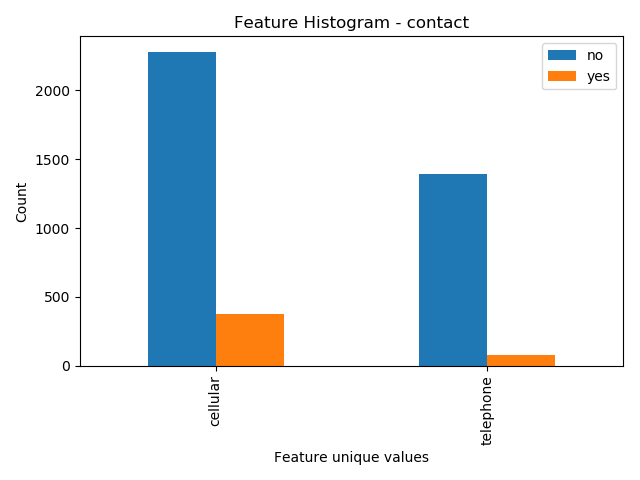 Feature Histogram - contact
no
yes
2000
1500
1000
500
0
Count
cellular
telephone
Feature unique values